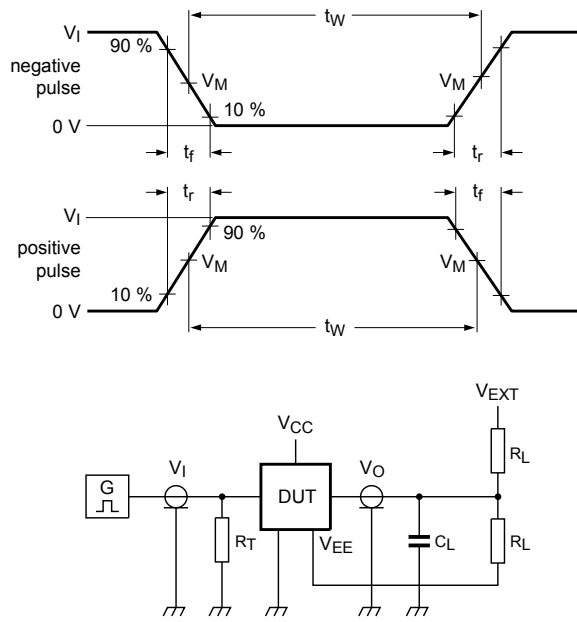 V_I
t_W
90 %
negative
pulse
V_M
V_M
10 %
0 V
t_f
t_r
t_r
t_f
V_I
90 %
positive
pulse
V_M
V_M
10 %
0 V
t_W
V_EXT
V_CC
R_L
V_I
V_O
G
DUT
R_T
V_EE
C_L
R_L